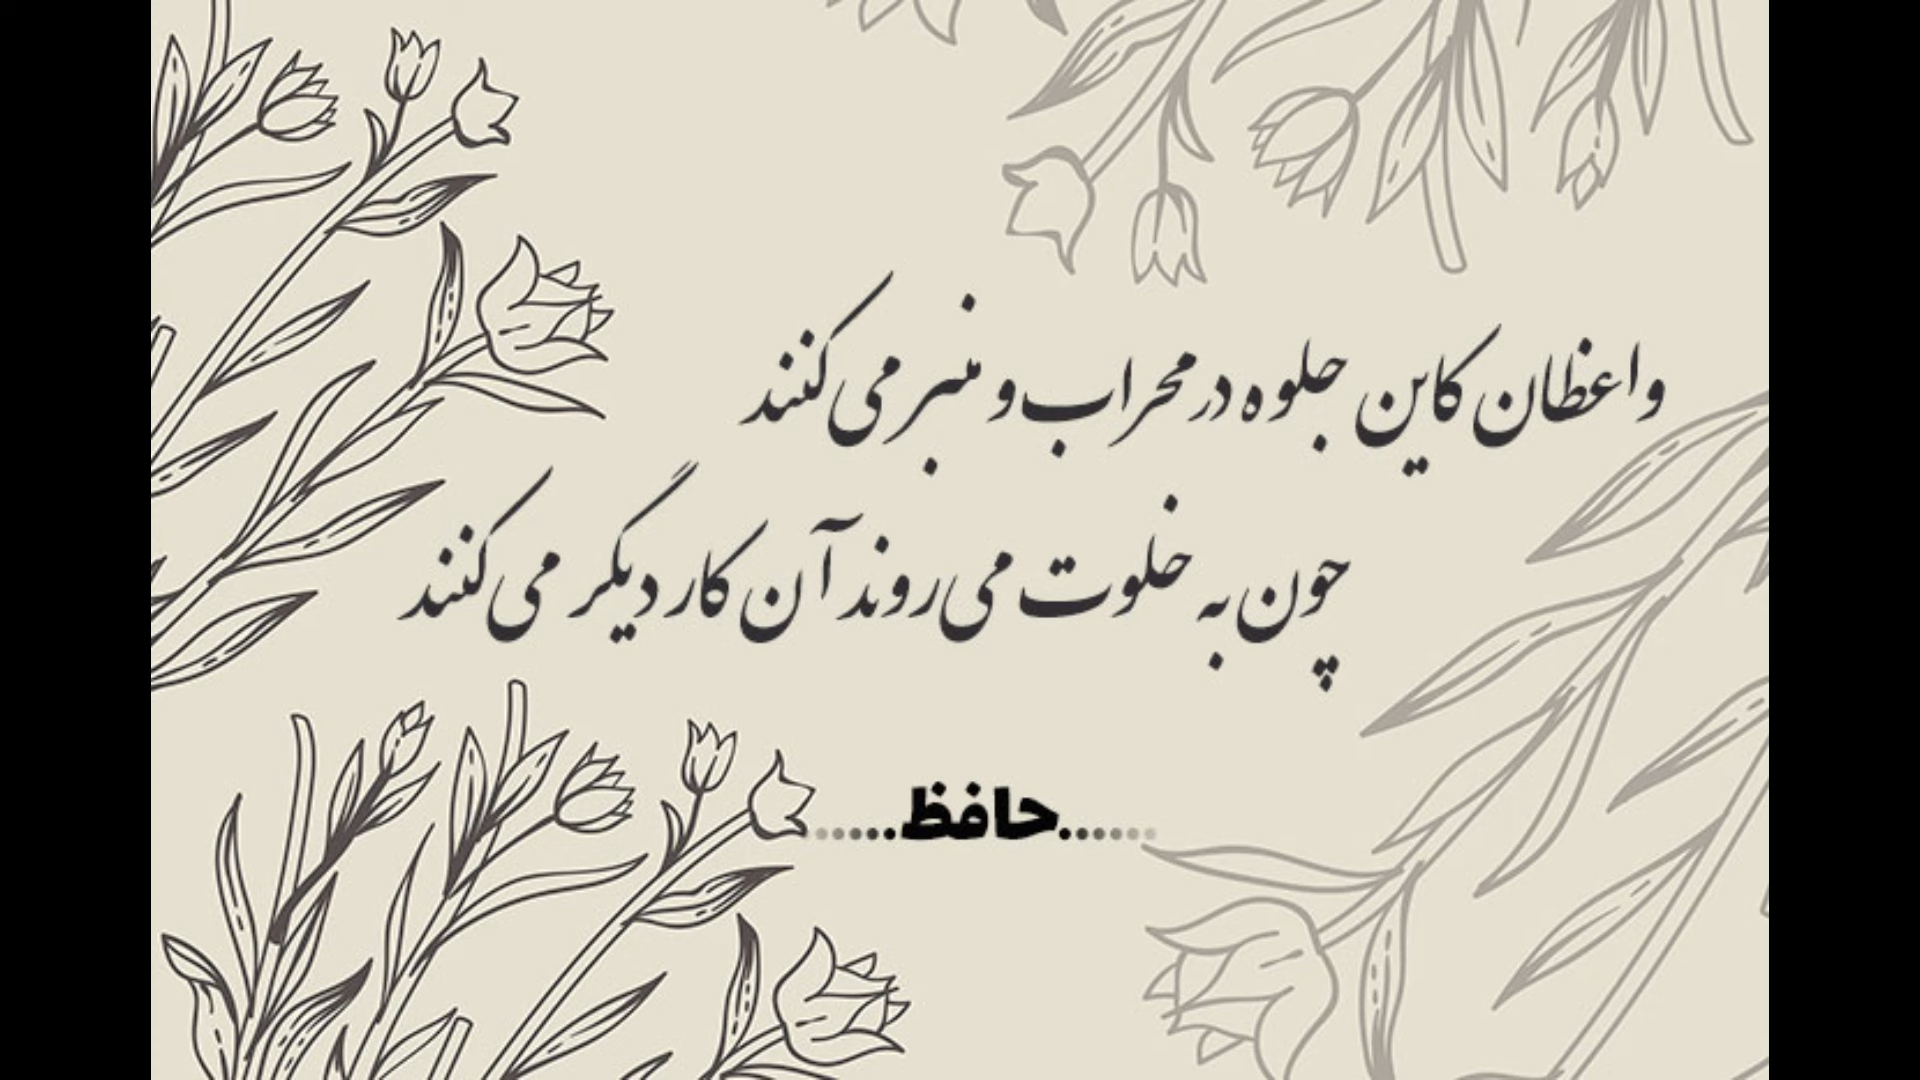 واعظان کاین جلوه در محراب و منبر می‌کنند
چون به خلوت می‌روند آن کار دیگر می‌کنند
......حافظ......